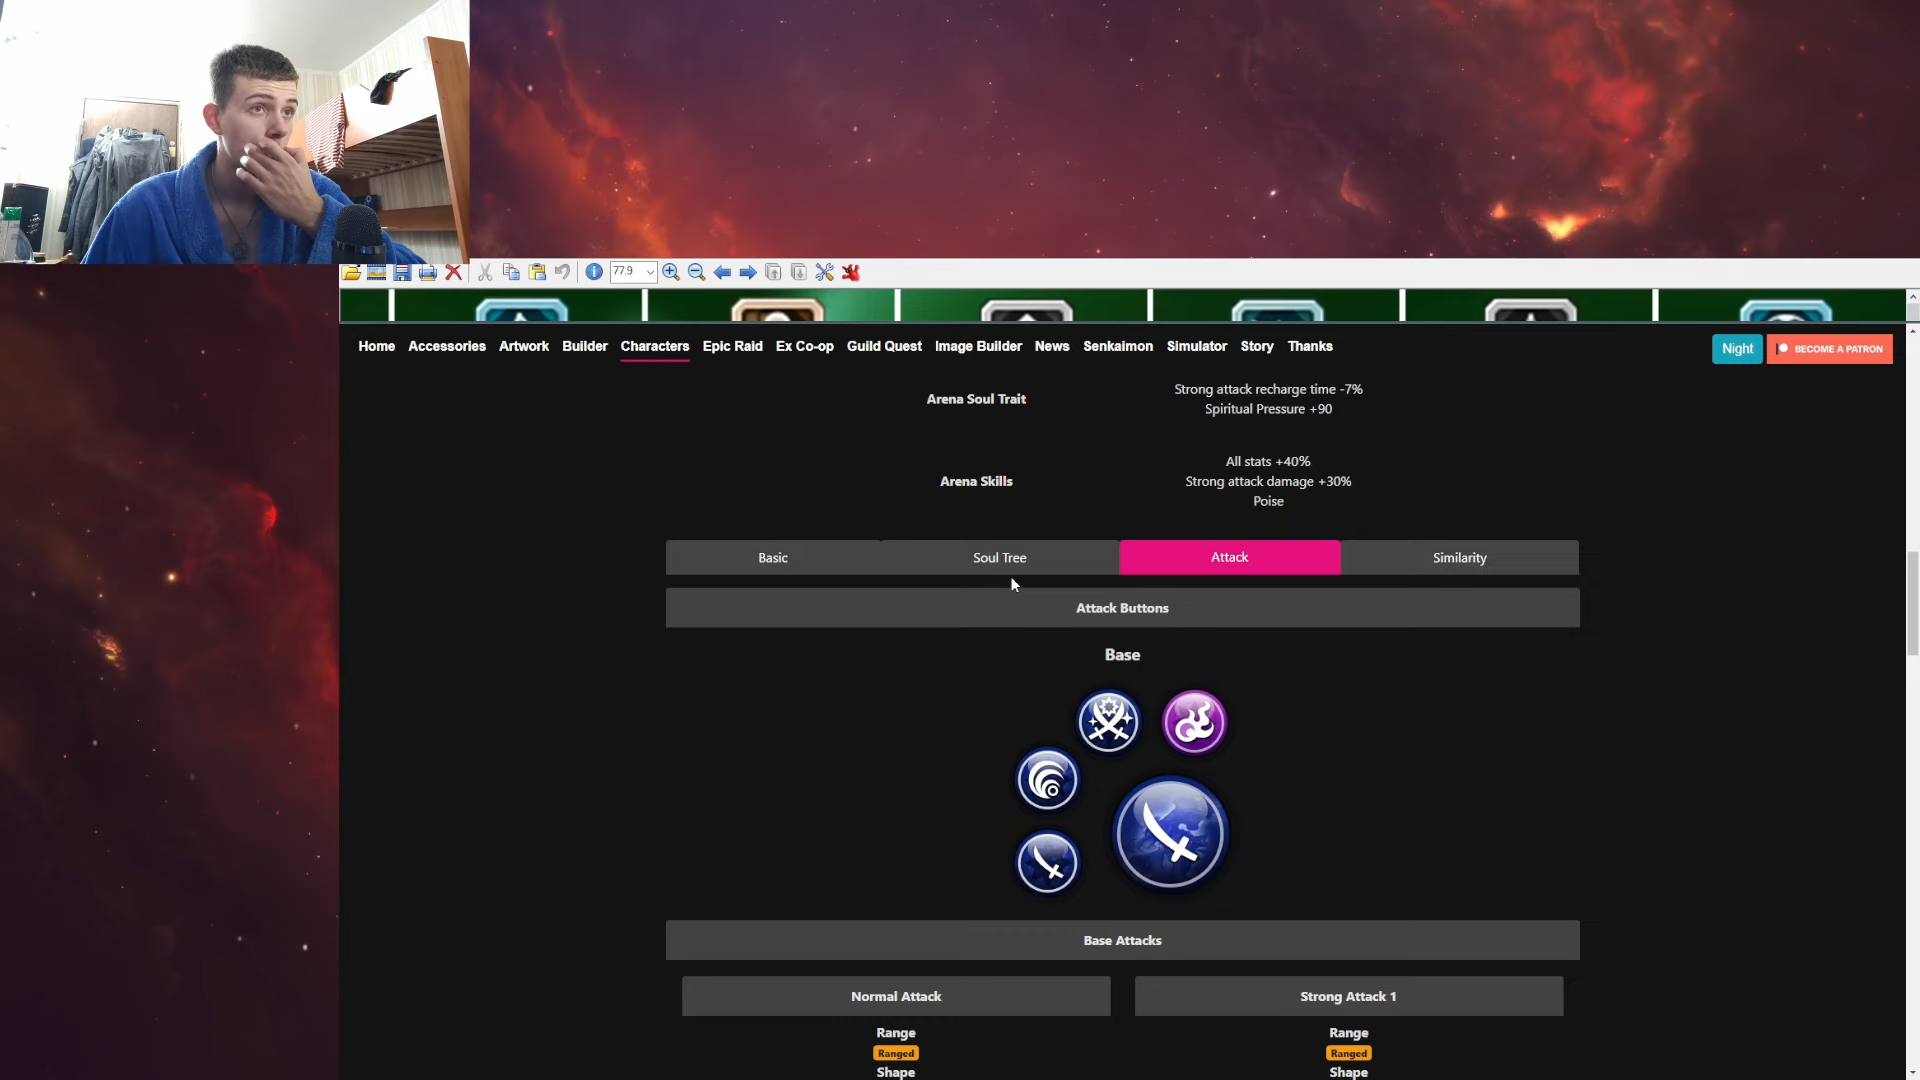 77.9
Home Accessories Artwork Builder Characters Epic Raid Ex Co-op Guild Quest Image Builder News Senkaimon Simulator Story Thanks
Night
BECOME A PATRON
Arena Soul Trait
Strong attack recharge time -7%
Spiritual Pressure +90
Arena Skills
All stats +40%
Strong attack damage +30%
Poise
Basic
Soul Tree
Attack
Similarity
Attack Buttons
Base
Base Attacks
Normal Attack
Strong Attack 1
Range
Range
Ranged
Ranged
Shape
Shape